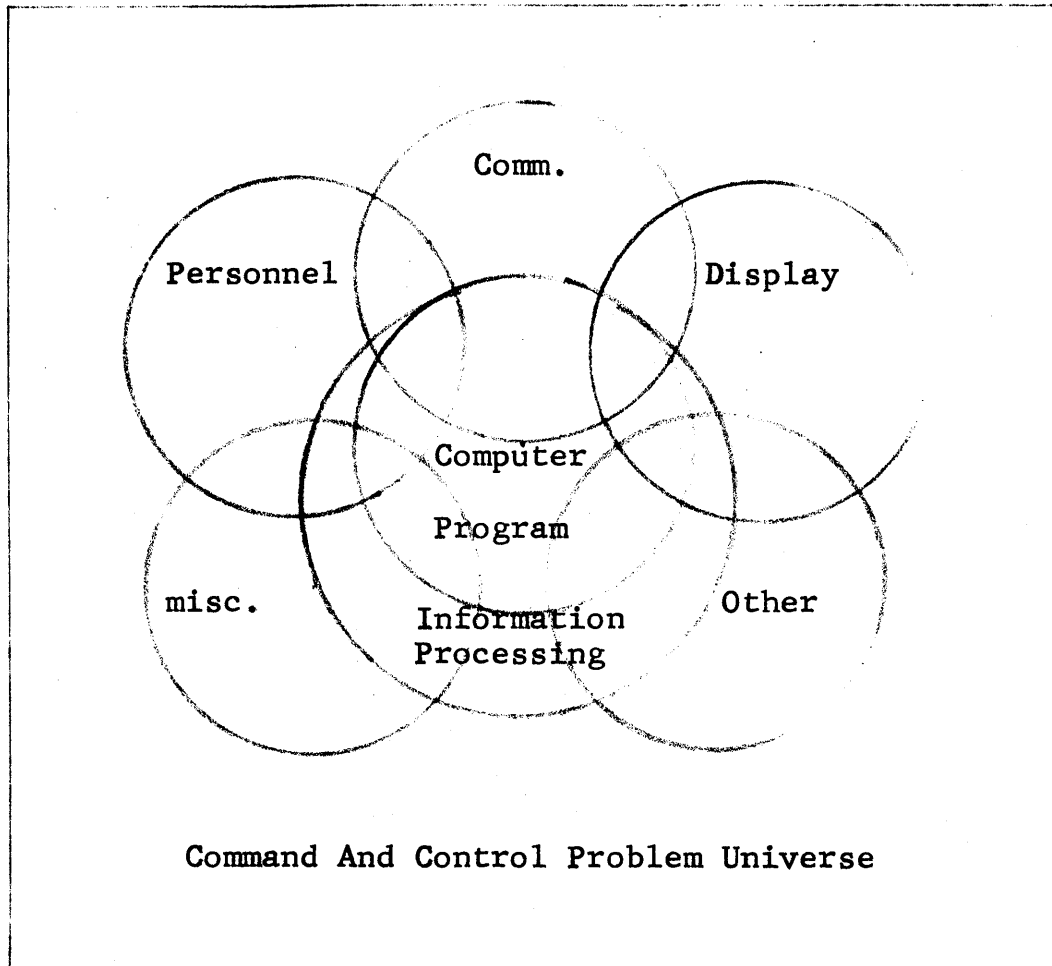 Comm.
Personnel
Display
Computer
Program
misc.
Other
Information
Processing
Command And Control Problem Universe